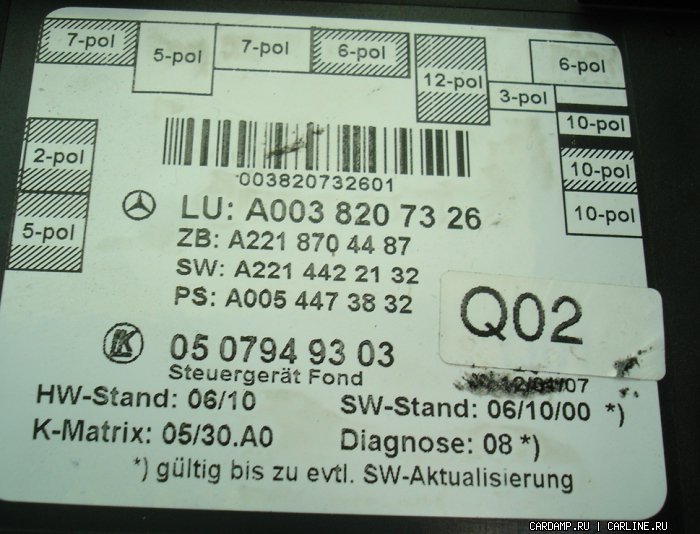 7-pol
5-pol
7-pol
6-pol
12-pol
6-pol
3-pol
10-pol
10-pol
10-pol
2-pol
5-pol
003820732601
LU: A003 820 73 26
ZB: A221 870 44 87
SW: A221 442 21 32
PS: A005 447 38 32
Q02
05 0794 93 03
Steuergerät Fond
12/01/07
HW-Stand: 06/10
SW-Stand: 06/10/00 *)
K-Matrix: 05/30.A0
Diagnose: 08 *)
*) gültig bis zu evtl. SW-Aktualisierung
CARDAMP.RU | CARLINE.RU